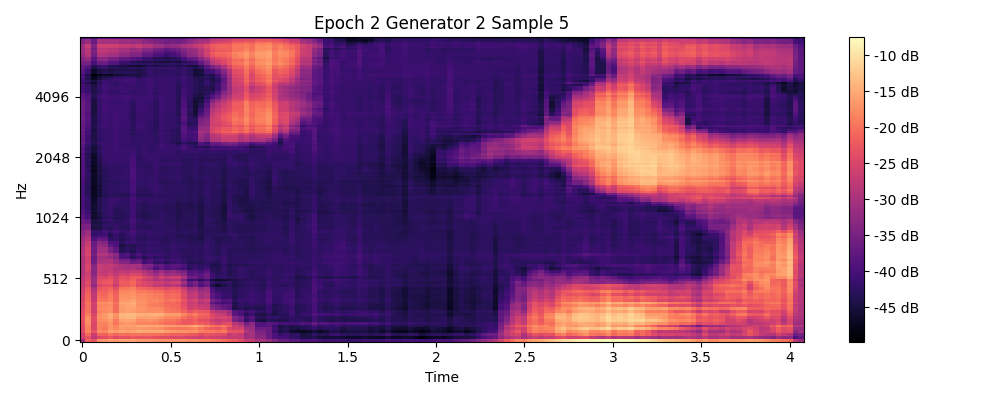 Epoch 2 Generator 2 Sample 5
Hz
4096
2048
1024
512
0
0 0.5 1 1.5 2 2.5 3 3.5 4
Time
-10 dB
-15 dB
-20 dB
-25 dB
-30 dB
-35 dB
-40 dB
-45 dB